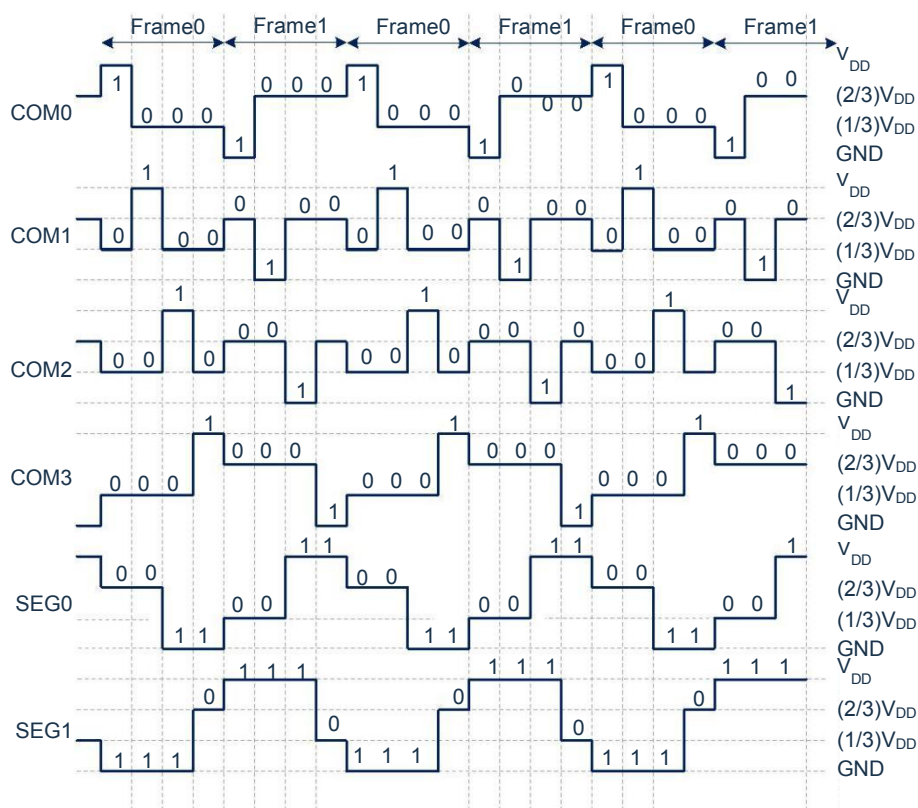 Frame0 Frame1 Frame0 Frame1 Frame0 Frame1
COM0 1 0 0 0 1 0 0 0 1 0 0 0 1 0 0 0 1 0 0 0 1 0 0 VDD (2/3)VDD (1/3)VDD GND
COM1 0 1 0 0 0 1 0 0 0 1 0 0 0 1 0 0 0 1 0 0 0 1 0 VDD (2/3)VDD (1/3)VDD GND
COM2 0 0 1 0 0 0 1 0 0 1 0 0 0 1 0 0 0 1 0 0 1 VDD (2/3)VDD (1/3)VDD GND
COM3 0 0 0 1 0 0 0 1 0 0 0 1 0 0 0 1 0 0 0 1 0 0 0 VDD (2/3)VDD (1/3)VDD GND
SEG0 0 0 1 1 0 0 1 1 0 0 1 1 0 0 1 1 0 0 1 1 0 0 1 VDD (2/3)VDD (1/3)VDD GND
SEG1 1 1 1 0 1 1 1 0 1 1 1 0 1 1 1 0 1 1 1 0 1 1 1 VDD (2/3)VDD (1/3)VDD GND